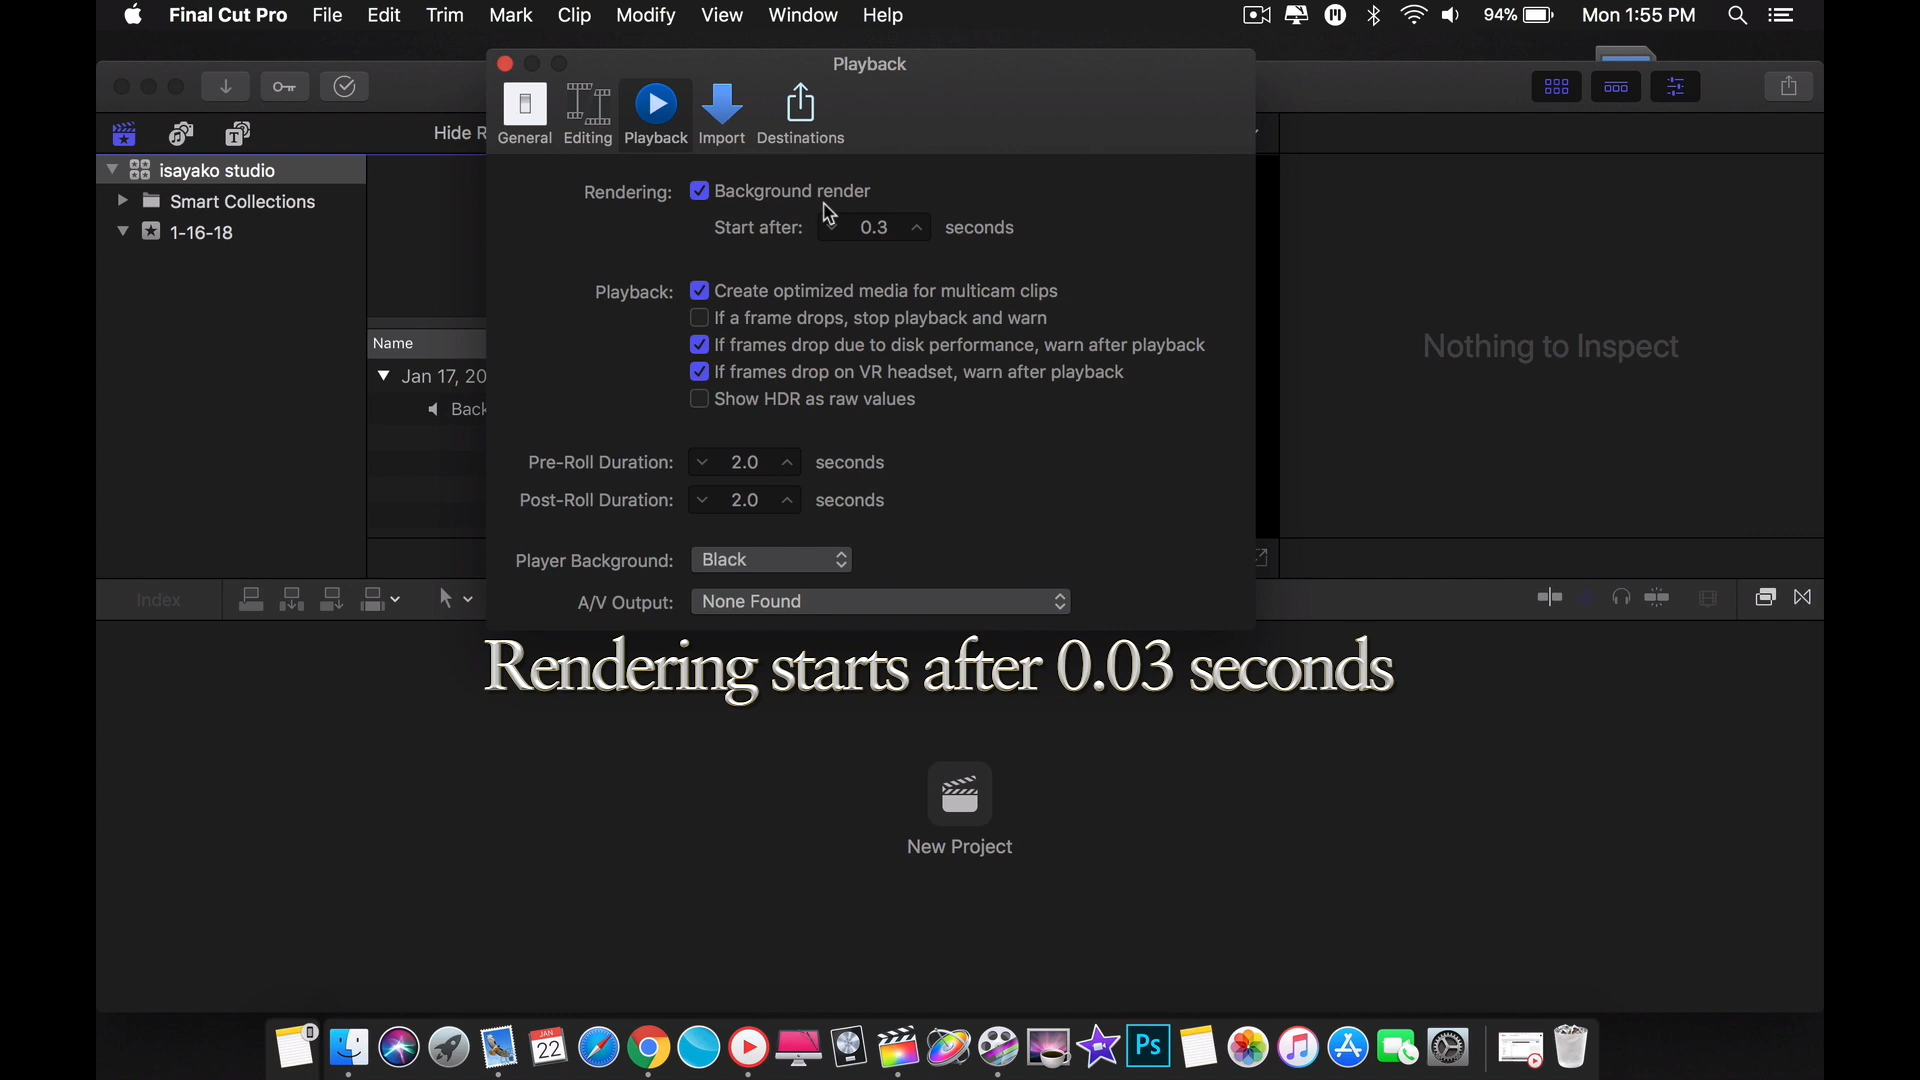 Final Cut Pro File Edit Trim Mark Clip Modify View Window Help 94% Mon 1:55 PM
Playback
General Editing Playback Import Destinations
Hide R
isayako studio
Smart Collections
1-16-18
Rendering: Background render
Start after: 0.3 seconds
Playback: Create optimized media for multicam clips
If a frame drops, stop playback and warn
If frames drop due to disk performance, warn after playback
If frames drop on VR headset, warn after playback
Show HDR as raw values
Name
Jan 17, 20
Back
Nothing to Inspect
Pre-Roll Duration: 2.0 seconds
Post-Roll Duration: 2.0 seconds
Player Background: Black
A/V Output: None Found
Index
Rendering starts after 0.03 seconds
New Project
JAN
22
Ps